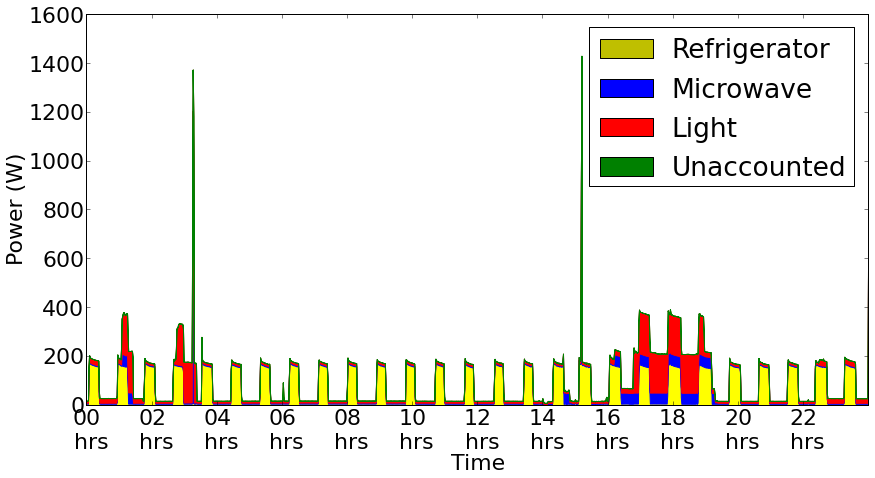 1600
1400
1200
1000
800
600
400
200
0
Power (W)
Refrigerator
Microwave
Light
Unaccounted
00 02 04 06 08 10 12 14 16 18 20 22
hrs hrs hrs hrs hrs hrs hrs hrs hrs hrs hrs hrs
Time